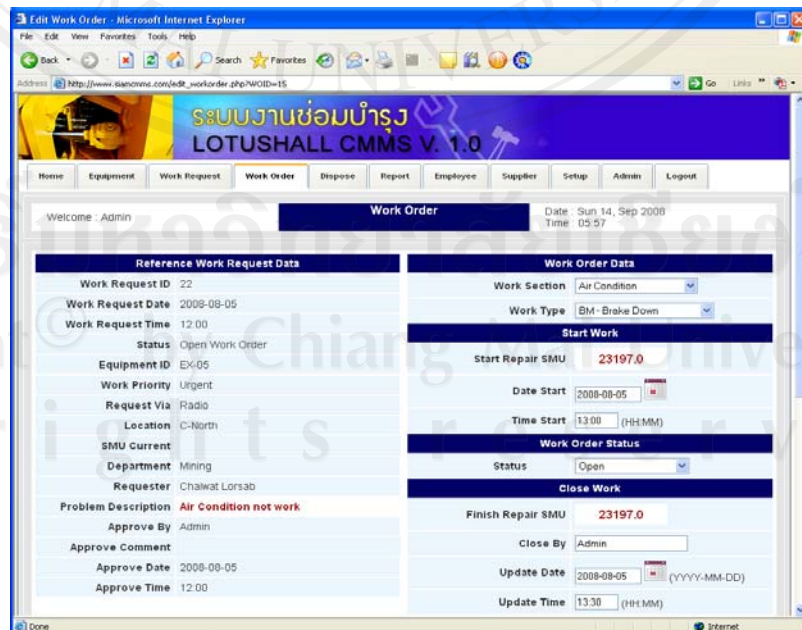 Edit Work Order - Microsoft Internet Explorer
File Edit View Favorites Tools Help
Back Search Favorites
Address http://www.siamcmms.com/edit_workorder.php?WOID=15 Go Links
ระบบงานซ่อมบำรุง
LOTUSHALL CMMS V. 1.0
Home Equipment Work Request Work Order Dispose Report Employee Supplier Setup Admin Logout
Welcome : Admin
Work Order
Date : Sun 14, Sep 2008
Time : 05:57
Reference Work Request Data
Work Request ID 22
Work Request Date 2008-08-05
Work Request Time 12:00
Status Open Work Order
Equipment ID EX-05
Work Priority Urgent
Request Via Radio
Location C-North
SMU Current
Department Mining
Requester Chaiwat Lorsab
Problem Description Air Condition not work
Approve By Admin
Approve Comment
Approve Date 2008-08-05
Approve Time 12:00
Work Order Data
Work Section Air Condition
Work Type BM - Brake Down
Start Work
Start Repair SMU 23197.0
Date Start 2008-08-05
Time Start 13:00 (HH:MM)
Work Order Status
Status Open
Close Work
Finish Repair SMU 23197.0
Close By Admin
Update Date 2008-08-05 (YYYY-MM-DD)
Update Time 13:30 (HH:MM)
Done Internet